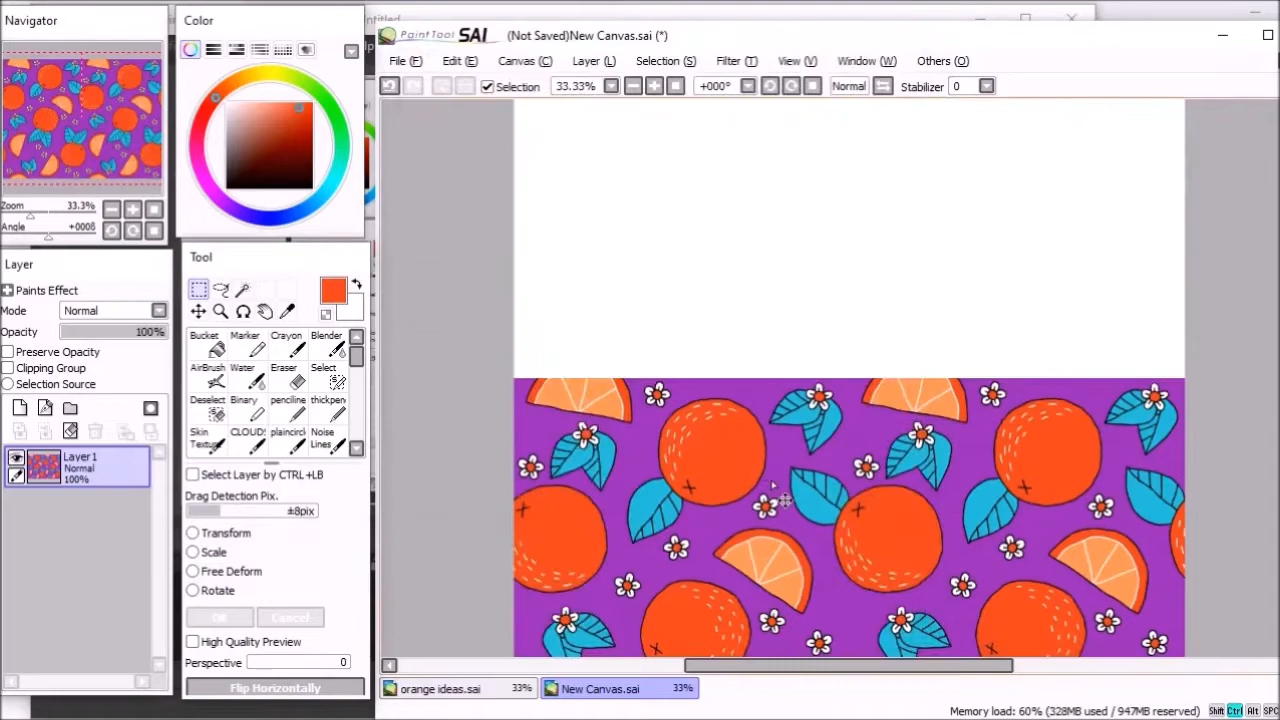 Navigator
Zoom 33.3%
Angle
Layer
Paints Effect
Mode Normal
Opacity 100%
Preserve Opacity
Clipping Group
Selection Source
Layer1
Normal
100%
Color
Tool
Bucket Marker Crayon Blender
AirBrush Water Eraser Select
Deselect Binary penciline thickpen
Skin Texture CLOUD plaincircl Noise Lines
Select Layer by CTRL+LB
Drag Detection Pix.
±8pix
Transform
Scale
Free Deform
Rotate
OK Cancel
High Quality Preview
Perspective 0
Flip Horizontally
PaintTool SAI (Not Saved)New Canvas.sai (*)
File (F) Edit (E) Canvas (C) Layer (L) Selection (S) Filter (T) View (V) Window (W) Others (O)
Selection 33.33% +000° Normal Stabilizer 0
orange ideas.sai 33% New Canvas.sai 33%
Memory load: 60% (328MB used / 947MB reserved) Shift Ctrl Alt SPC